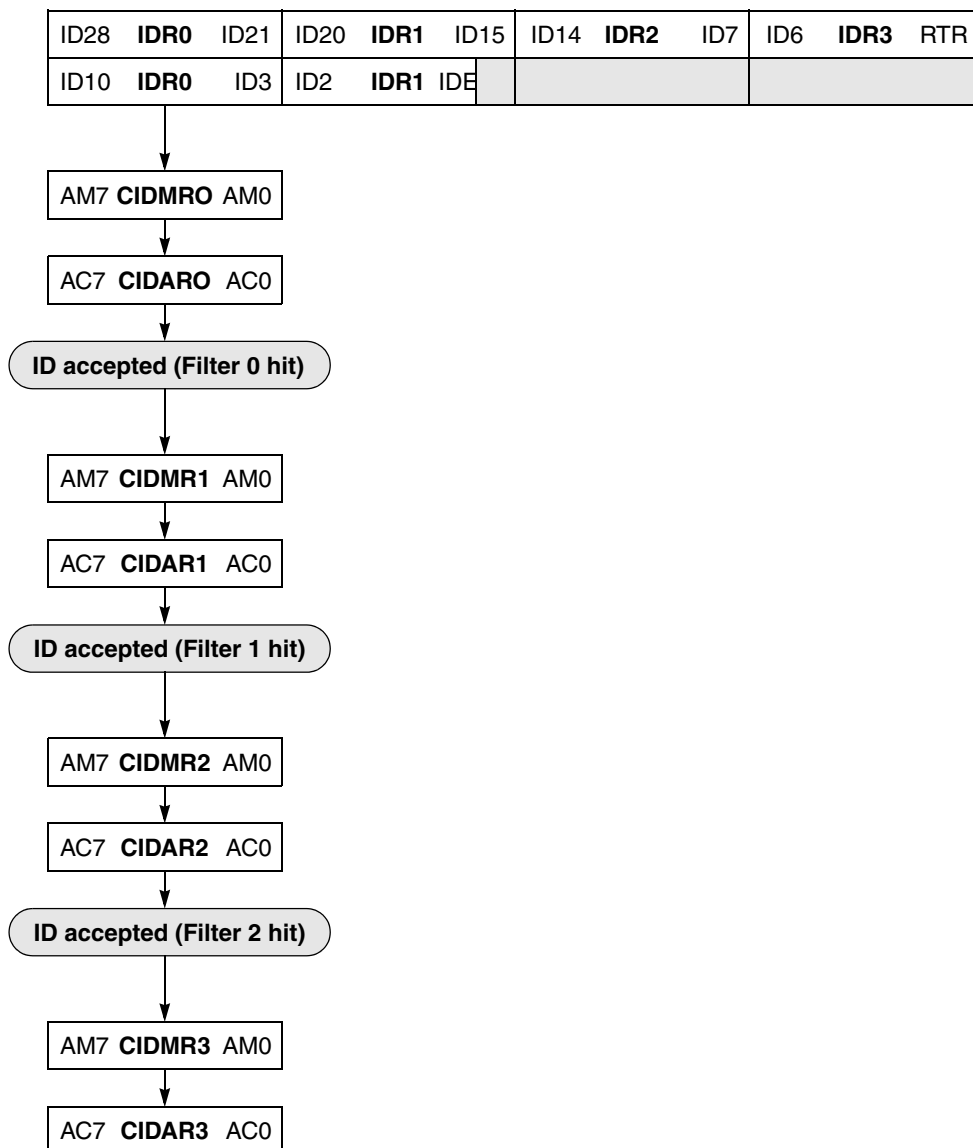 ID28 IDR0 ID21 ID20 IDR1 ID15 ID14 IDR2 ID7 ID6 IDR3 RTR
ID10 IDR0 ID3 ID2 IDR1 IDE
AM7 CIDMRO AM0
AC7 CIDARO AC0
ID accepted (Filter 0 hit)
AM7 CIDMR1 AM0
AC7 CIDAR1 AC0
ID accepted (Filter 1 hit)
AM7 CIDMR2 AM0
AC7 CIDAR2 AC0
ID accepted (Filter 2 hit)
AM7 CIDMR3 AM0
AC7 CIDAR3 AC0